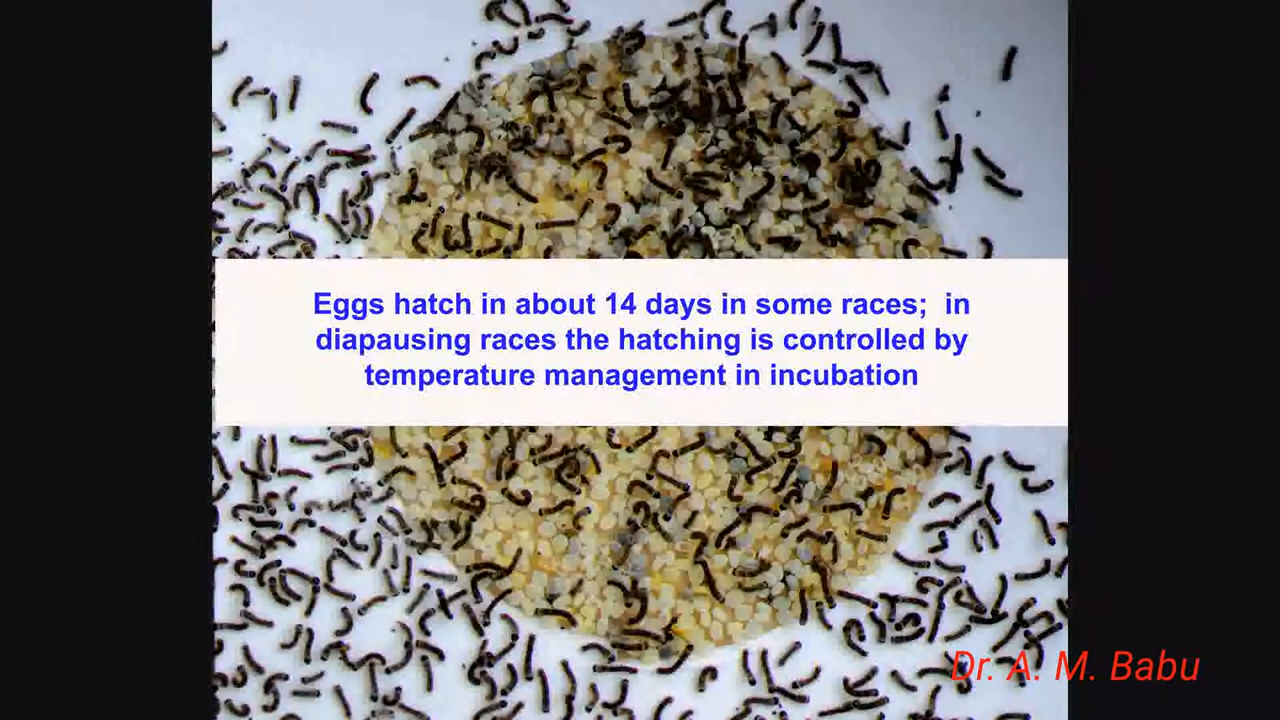 Eggs hatch in about 14 days in some races;  in
diapausing races the hatching is controlled by
temperature management in incubation
Dr. A. M. Babu